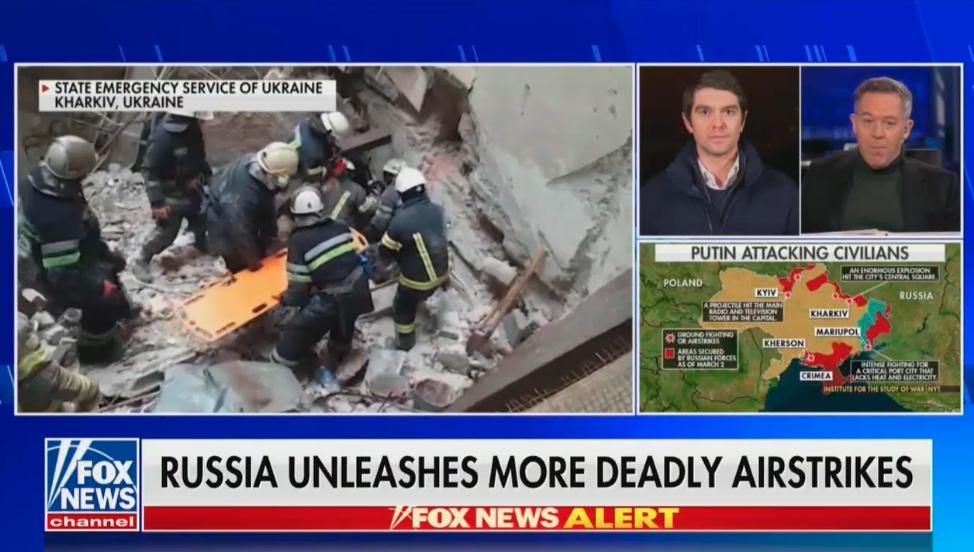 STATE EMERGENCY SERVICE OF UKRAINE
KHARKIV, UKRAINE
PUTIN ATTACKING CIVILIANS
POLAND
AN ENORMOUS EXPLOSION
HIT THE CITY'S CENTRAL SQUARE.
RUSSIA
KYIV
A PROJECTILE HIT THE MAIN
RADIO AND TELEVISION
TOWER IN THE CAPITAL.
KHARKIV
MARIUPOL
GROUND FIGHTING
OR AIRSTRIKES
KHERSON
AREAS SECURED
BY RUSSIAN FORCES
AS OF MARCH 2
INTENSE FIGHTING FOR
A CRITICAL PORT CITY THAT
LACKS HEAT AND ELECTRICITY.
CRIMEA
INSTITUTE FOR THE STUDY OF WAR | NYT
FOX
NEWS
channel
RUSSIA UNLEASHES MORE DEADLY AIRSTRIKES
FOX NEWS ALERT